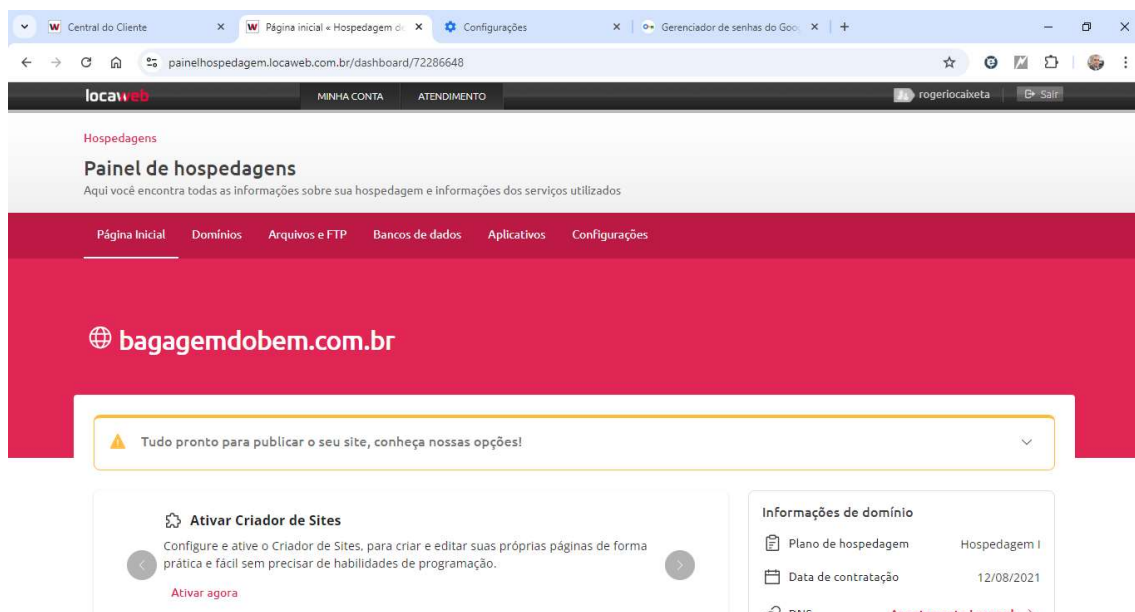 Central do Cliente
Página inicial « Hospedagem d
Configurações
Gerenciador de senhas do Goo
painelhospedagem.locaweb.com.br/dashboard/72286648
locaweb
MINHA CONTA
ATENDIMENTO
rogeriocaixeta
Sair
Hospedagens
Painel de hospedagens
Aqui você encontra todas as informações sobre sua hospedagem e informações dos serviços utilizados
Página Inicial
Domínios
Arquivos e FTP
Bancos de dados
Aplicativos
Configurações
bagagemdobem.com.br
Tudo pronto para publicar o seu site, conheça nossas opções!
Ativar Criador de Sites
Configure e ative o Criador de Sites, para criar e editar suas próprias páginas de forma
prática e fácil sem precisar de habilidades de programação.
Ativar agora
Informações de domínio
Plano de hospedagem
Hospedagem I
Data de contratação
12/08/2021
DNS